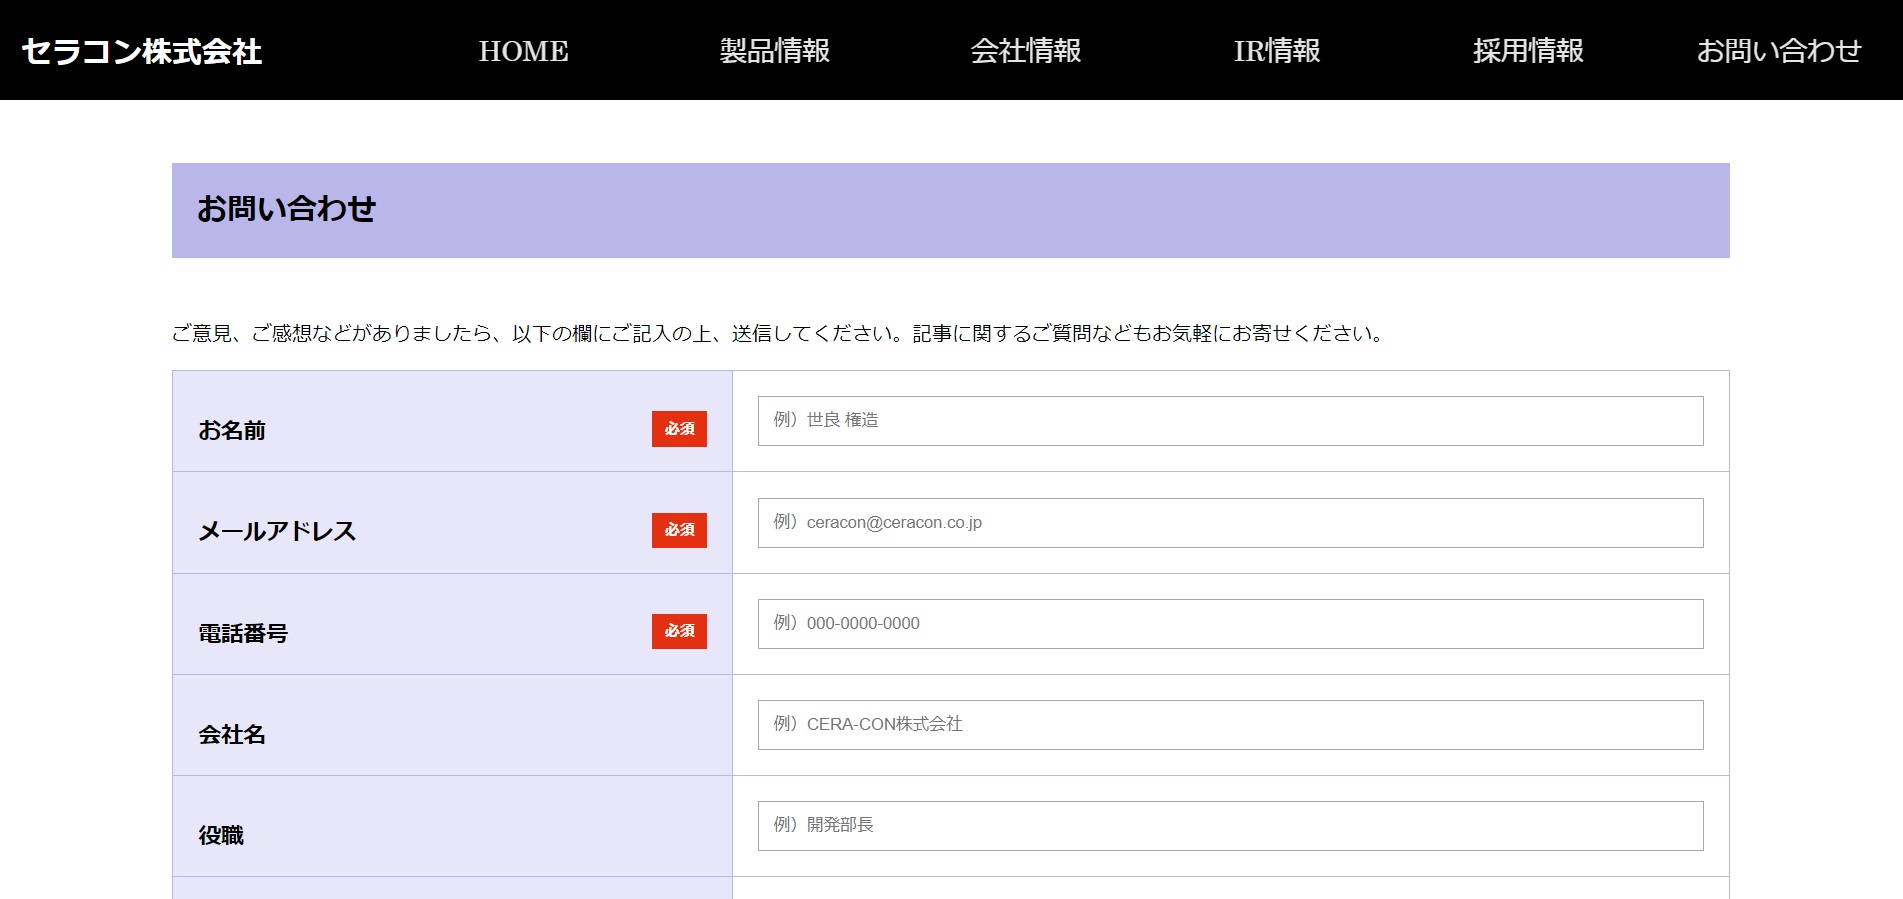 セラコン株式会社 HOME 製品情報 会社情報 IR情報 採用情報 お問い合わせ
お問い合わせ
ご意見、ご感想などがありましたら、以下の欄にご記入の上、送信してください。記事に関するご質問などもお気軽にお寄せください。
お名前 必須 例）世良 権造
メールアドレス 必須 例）ceracon@ceracon.co.jp
電話番号 必須 例）000-0000-0000
会社名 例）CERA-CON株式会社
役職 例）開発部長